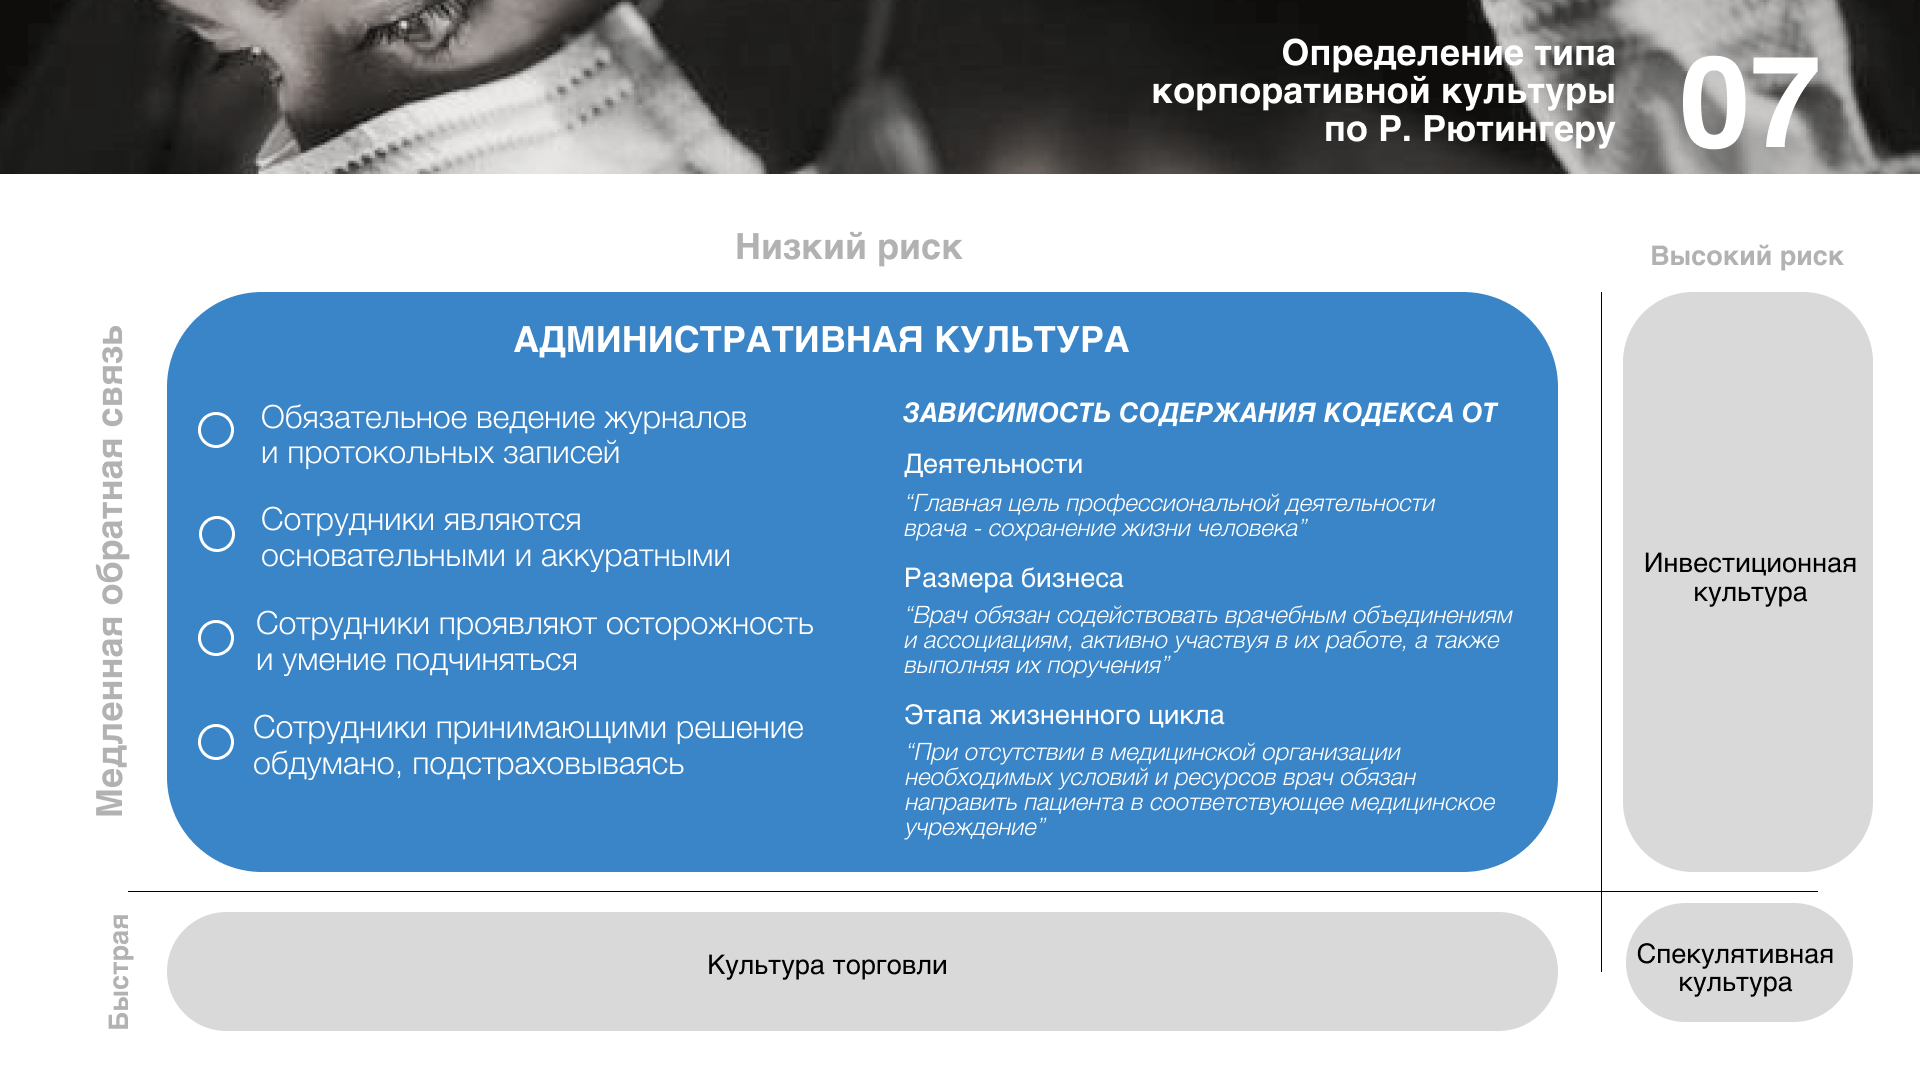 Определение типа
корпоративной культуры
по Р. Рютингеру
07
Низкий риск
Высокий риск
Медленная обратная связь
АДМИНИСТРАТИВНАЯ КУЛЬТУРА
Обязательное ведение журналов
и протокольных записей
Сотрудники являются
основательными и аккуратными
Сотрудники проявляют осторожность
и умение подчиняться
Сотрудники принимающими решение
обдумано, подстраховываясь
ЗАВИСИМОСТЬ СОДЕРЖАНИЯ КОДЕКСА ОТ
Деятельности
“Главная цель профессиональной деятельности
врача - сохранение жизни человека”
Размера бизнеса
“Врач обязан содействовать врачебным объединениям
и ассоциациям, активно участвуя в их работе, а также
выполняя их поручения”
Этапа жизненного цикла
“При отсутствии в медицинской организации
необходимых условий и ресурсов врач обязан
направить пациента в соответствующее медицинское
учреждение”
Инвестиционная
культура
Быстрая
Культура торговли
Спекулятивная
культура